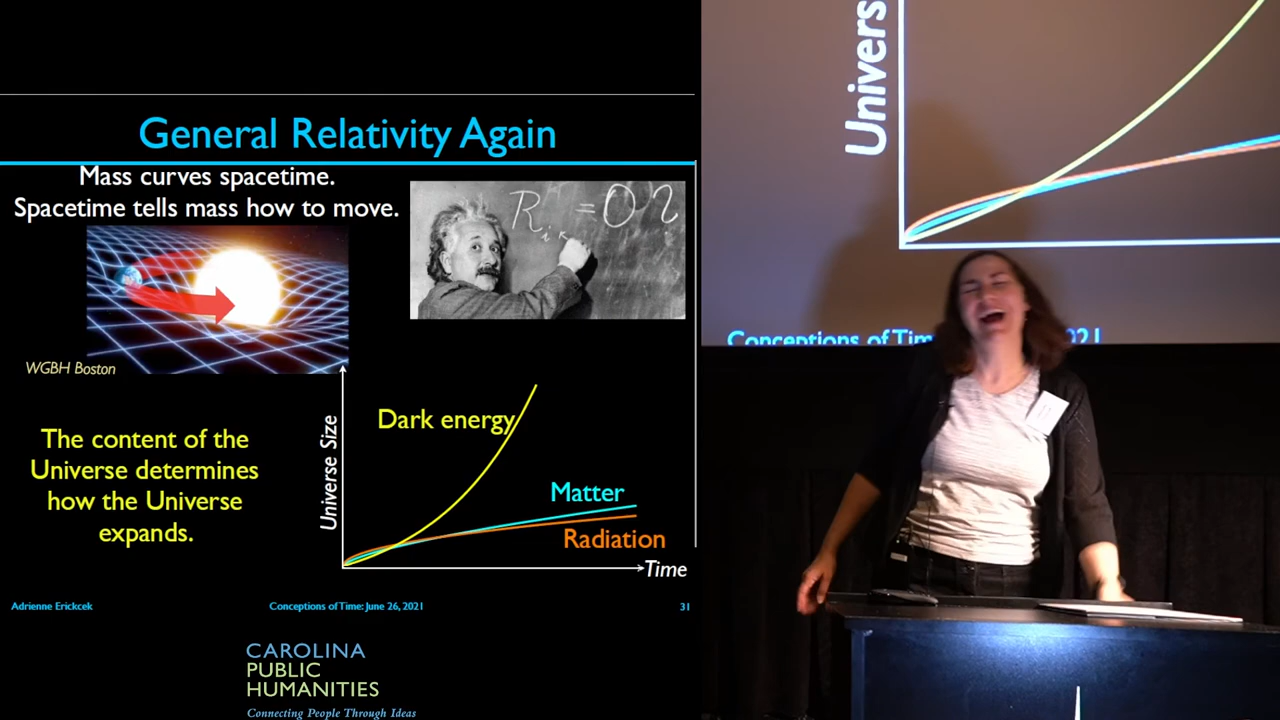 General Relativity Again
Mass curves spacetime.
Spacetime tells mass how to move.
WGBH Boston
The content of the
Universe determines
how the Universe
expands.
Universe Size
Dark energy
Matter
Radiation
Time
Adrienne Erickcek
Conceptions of Time: June 26, 2021
31
CAROLINA
PUBLIC
HUMANITIES
Connecting People Through Ideas
Univers
Conceptions of Tim